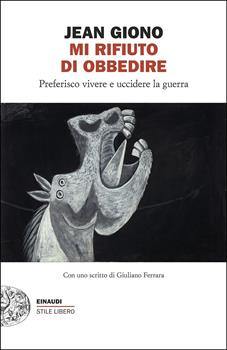 JEAN GIONO
MI RIFIUTO
DI OBBEDIRE
Preferisco vivere e uccidere la guerra
Con uno scritto di Giuliano Ferrara
EINAUDI
STILE LIBERO